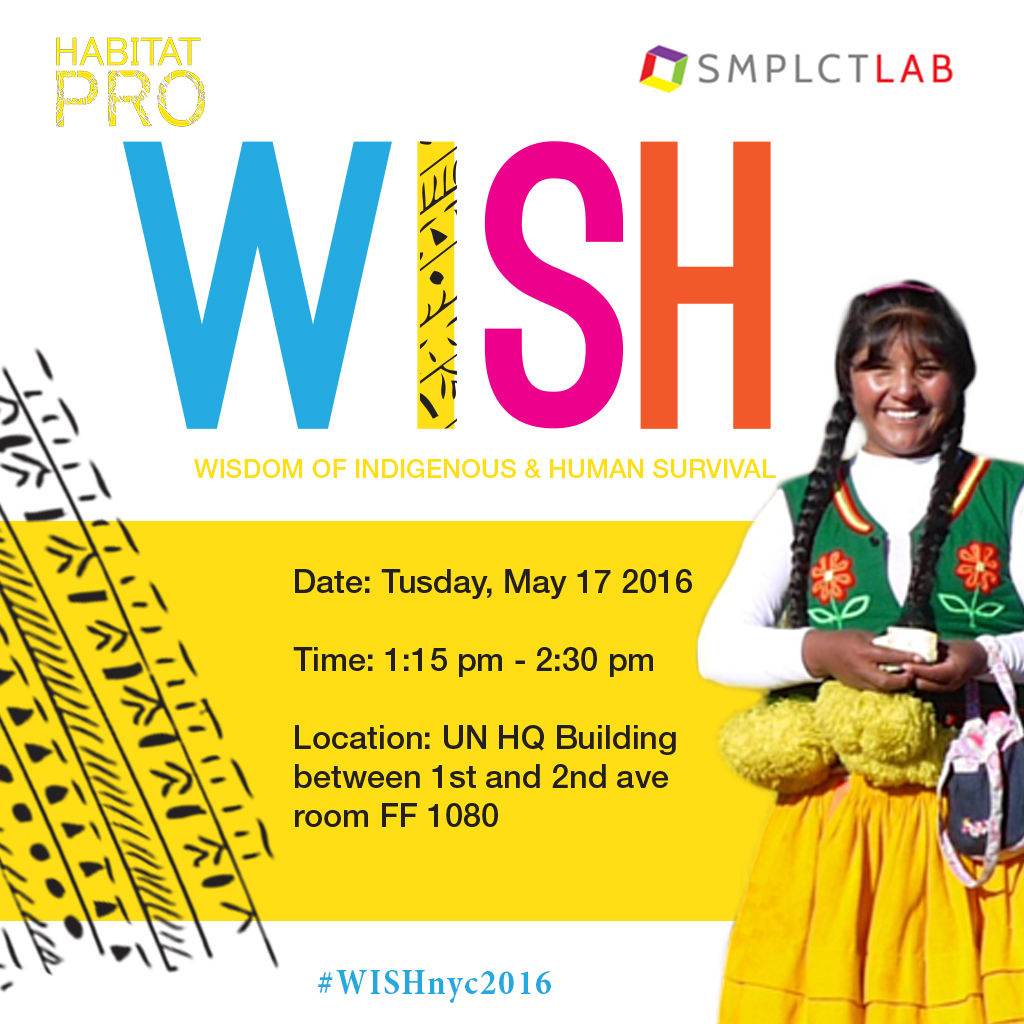 HABITAT
PRO
SMPLCTLAB
WISH
WISDOM OF INDIGENOUS & HUMAN SURVIVAL
Date: Tusday, May 17 2016
Time: 1:15 pm - 2:30 pm
Location: UN HQ Building
between 1st and 2nd ave
room FF 1080
#WISHnyc2016